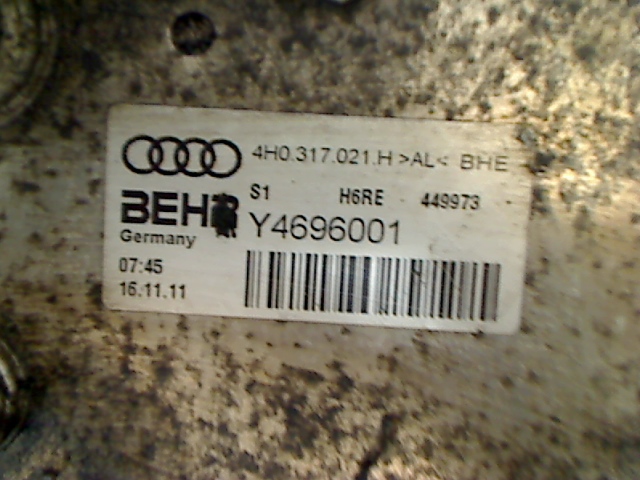 4H0.317.021.H >AL< BHE
S1 H6RE 449973
BEHR
Y4696001
Germany
07:45
16.11.11